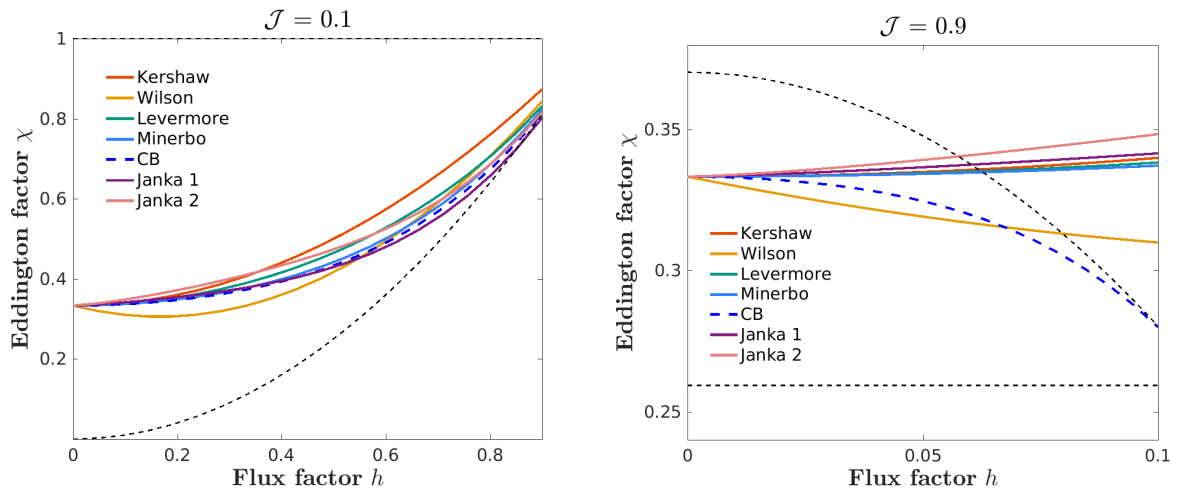 𝒥 = 0.1
Eddington factor χ
1
0.8
0.6
0.4
0.2
Kershaw
Wilson
Levermore
Minerbo
CB
Janka 1
Janka 2
0 0.2 0.4 0.6 0.8
Flux factor h
𝒥 = 0.9
Eddington factor χ
0.35
0.3
0.25
Kershaw
Wilson
Levermore
Minerbo
CB
Janka 1
Janka 2
0 0.05 0.1
Flux factor h